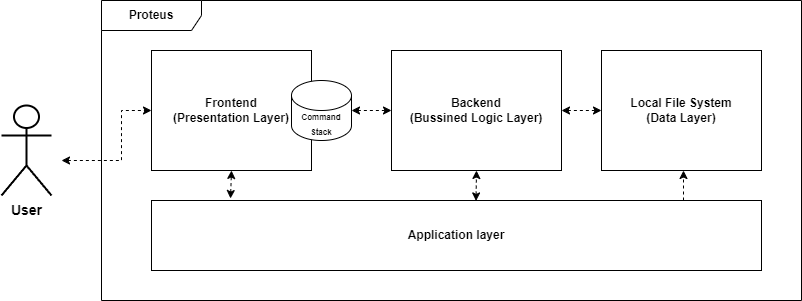 Proteus
Frontend
(Presentation Layer)
Command
Stack
Backend
(Bussined Logic Layer)
Local File System
(Data Layer)
User
Application layer